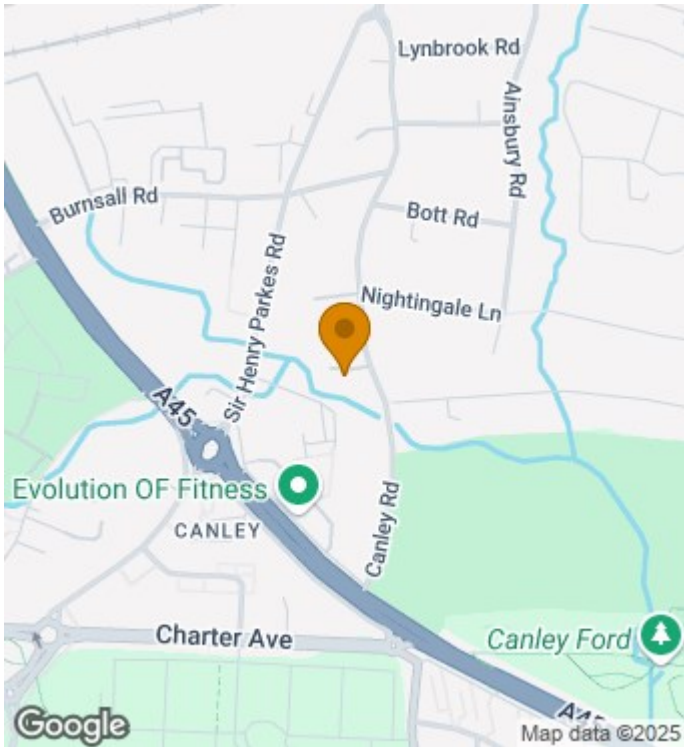 Lynbrook Rd
Ainsbury Rd
Burnsall Rd
Bott Rd
Sir Henry Parkes Rd
Nightingale Ln
A45
Evolution OF Fitness
CANLEY
Canley Rd
Charter Ave
Canley Ford
A45
Google
Map data ©2025